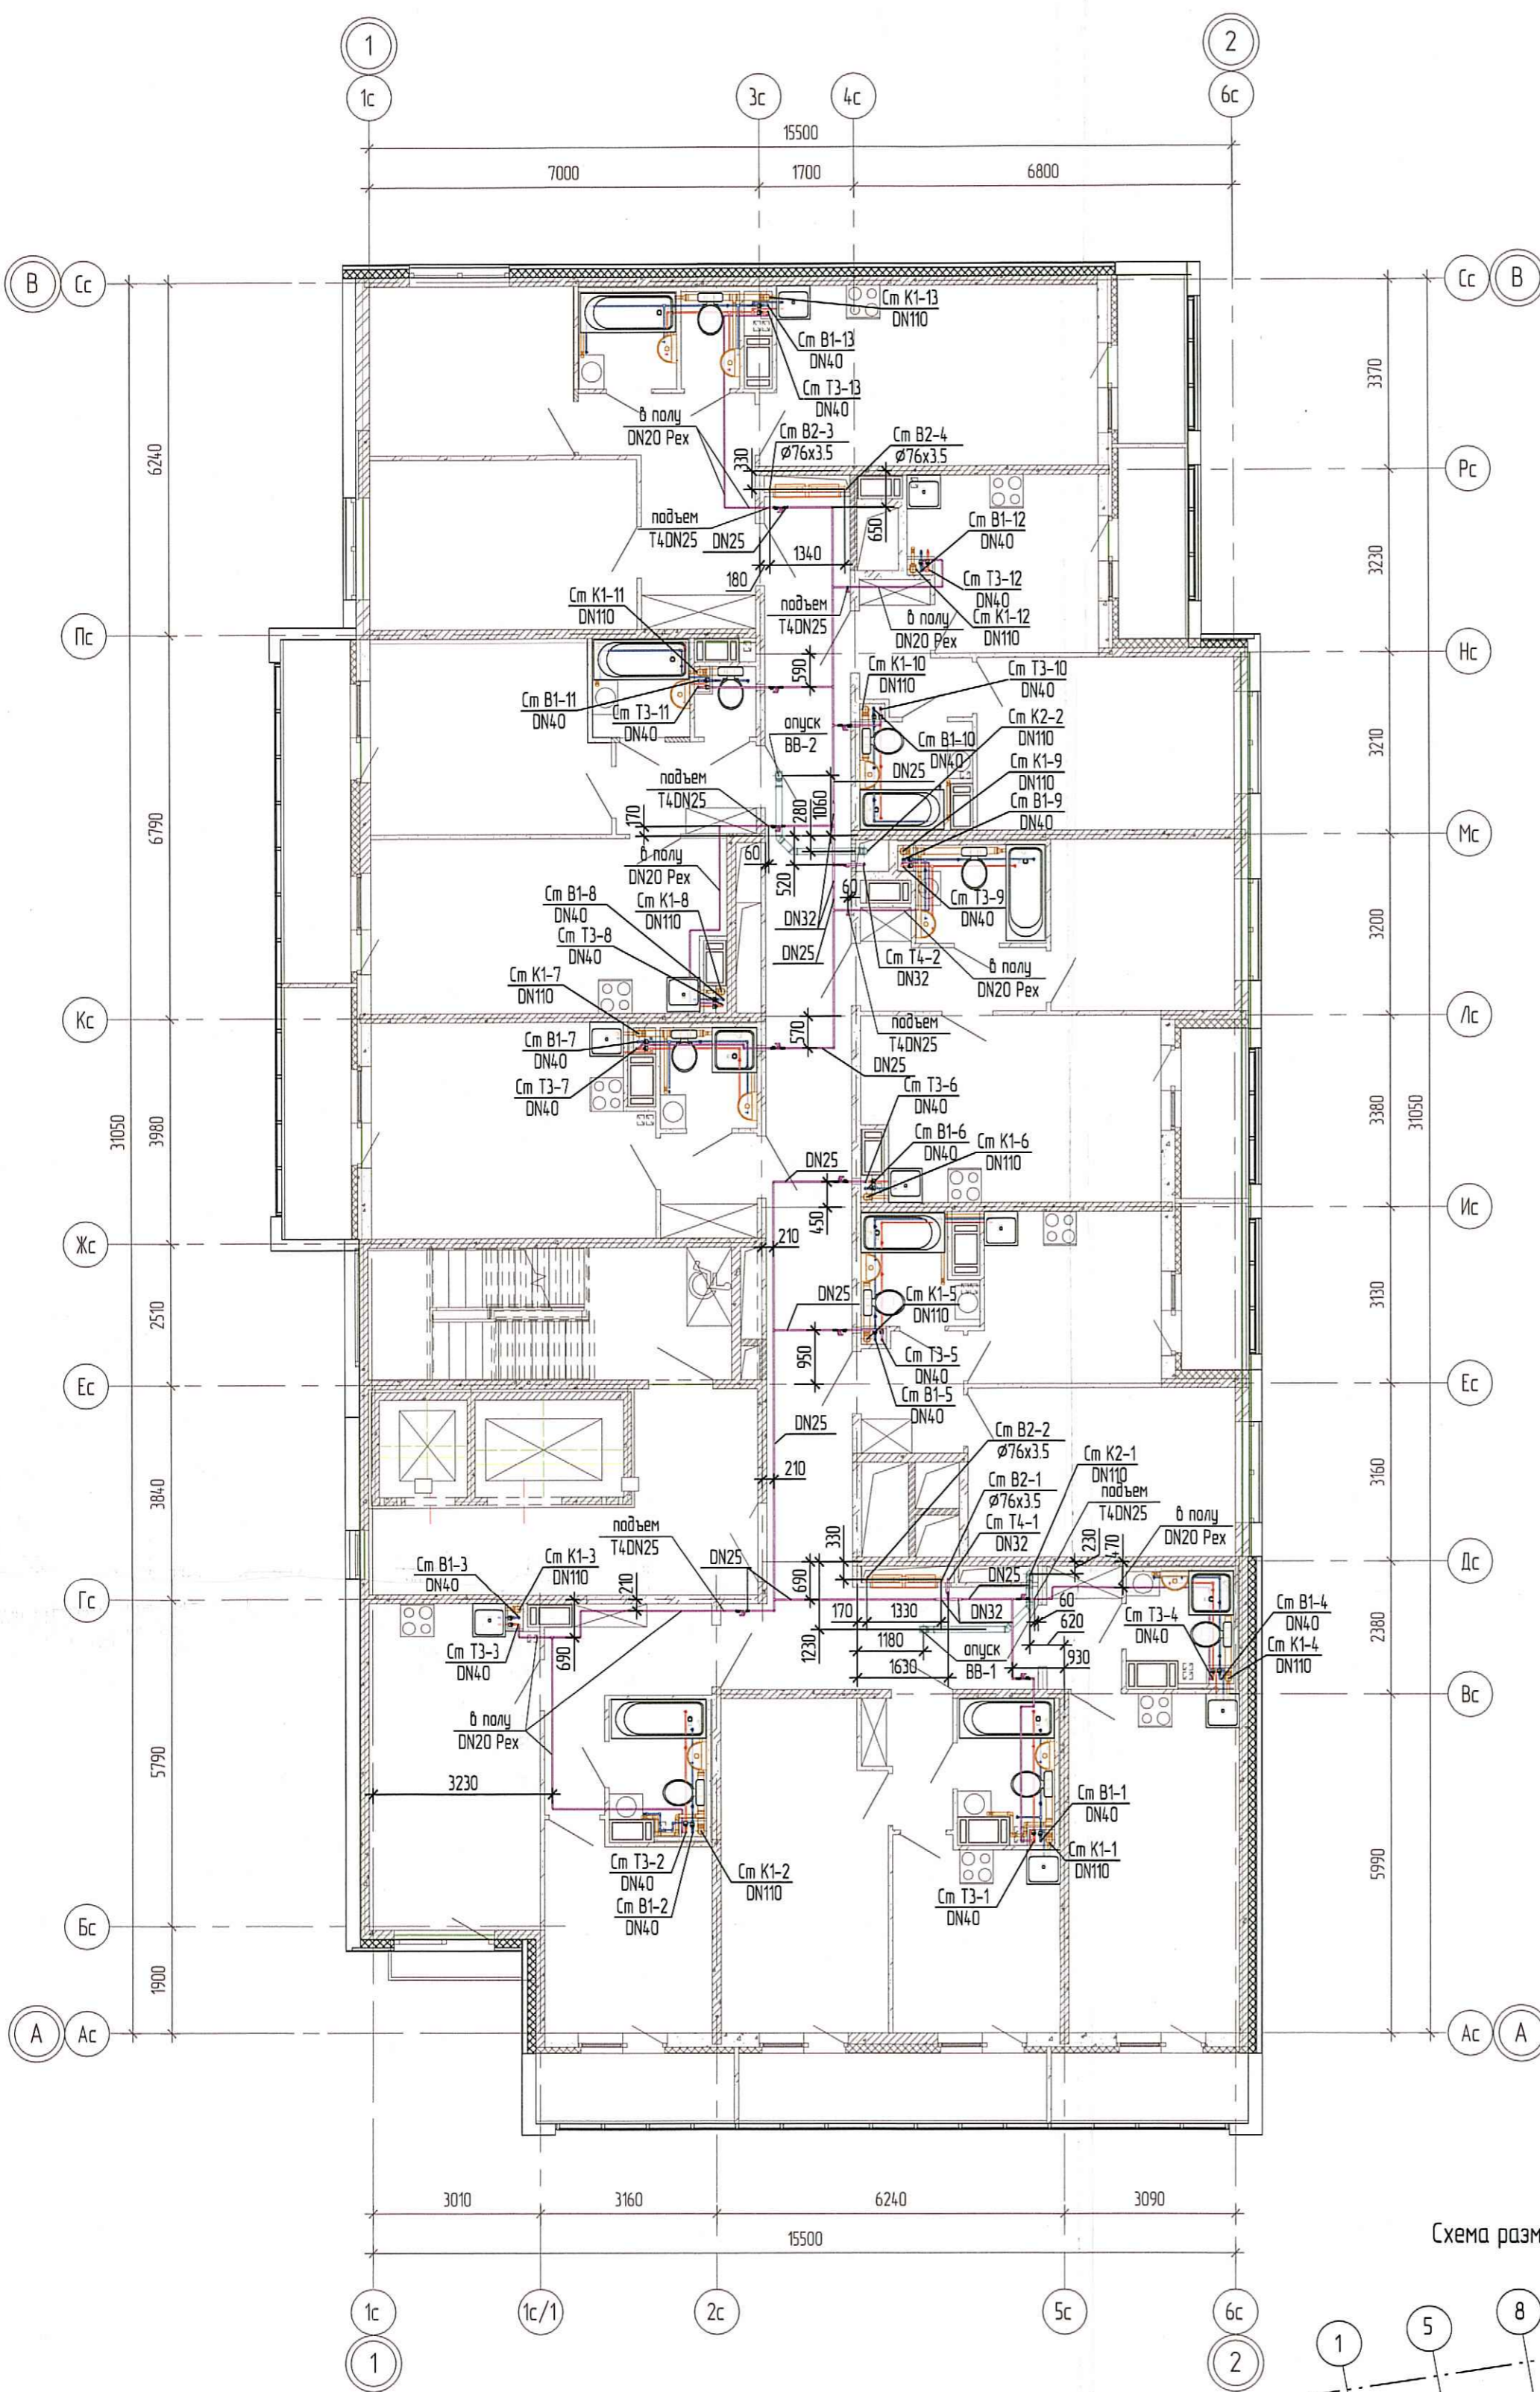 1
2
1с
3с
4с
6с
15500
7000
1700
6800
В
Сс
Сс
В
Ст К1-13
DN110
Ст В1-13
DN40
Ст Т3-13
DN40
3370
в полу
DN20 Pex
Ст В2-3
Ø76х3.5
Ст В2-4
Ø76х3.5
330
6240
Рс
подъем
Т4DN25
DN25
650
1340
180
Ст В1-12
DN40
Ст Т3-12
DN40
Ст К1-12
DN110
3230
Ст К1-11
DN110
подъем
Т4DN25
в полу
DN20 Pex
Пс
Нс
590
Ст К1-10
DN110
Ст Т3-10
DN40
Ст В1-11
DN40
Ст Т3-11
DN40
опуск
ВВ-2
Ст К2-2
DN110
Ст В1-10
DN40
Ст К1-9
DN110
3210
DN25
подъем
Т4DN25
Ст В1-9
DN40
170
280
1060
6790
Мс
в полу
DN20 Pex
60
520
60
Ст Т3-9
DN40
Ст В1-8
DN40
Ст К1-8
DN110
DN32
3200
Ст Т3-8
DN40
DN25
Ст Т4-2
DN32
в полу
DN20 Pex
Ст К1-7
DN110
Кс
Лс
570
подъем
Т4DN25
Ст В1-7
DN40
DN25
Ст Т3-7
DN40
Ст Т3-6
DN40
31050
3980
3380
31050
Ст В1-6
DN40
Ст К1-6
DN110
DN25
450
Ис
Жс
210
DN25
Ст К1-5
DN110
2510
3130
950
Ст Т3-5
DN40
Ес
Ес
Ст В1-5
DN40
DN25
Ст В2-2
Ø76х3.5
Ст К2-1
DN110
210
Ст В2-1
Ø76х3.5
подъем
Т4DN25
3840
3160
подъем
Т4DN25
Ст Т4-1
DN32
в полу
DN20 Pex
330
230
470
Дс
Ст В1-3
DN40
Ст К1-3
DN110
DN25
690
DN25
210
Гс
170
1330
DN32
60
620
Ст Т3-4
DN40
Ст В1-4
DN40
Ст К1-4
DN110
2380
Ст Т3-3
DN40
690
1230
1180
опуск
ВВ-1
1630
930
Вс
в полу
DN20 Pex
5790
3230
Ст В1-1
DN40
Ст К1-1
DN110
5990
Ст Т3-2
DN40
Ст К1-2
DN110
Ст В1-2
DN40
Ст Т3-1
DN40
Бс
1900
А
Ас
Ас
А
3010
3160
6240
3090
15500
Схема разм
1с
1с/1
2с
5с
6с
1
2
1
5
8